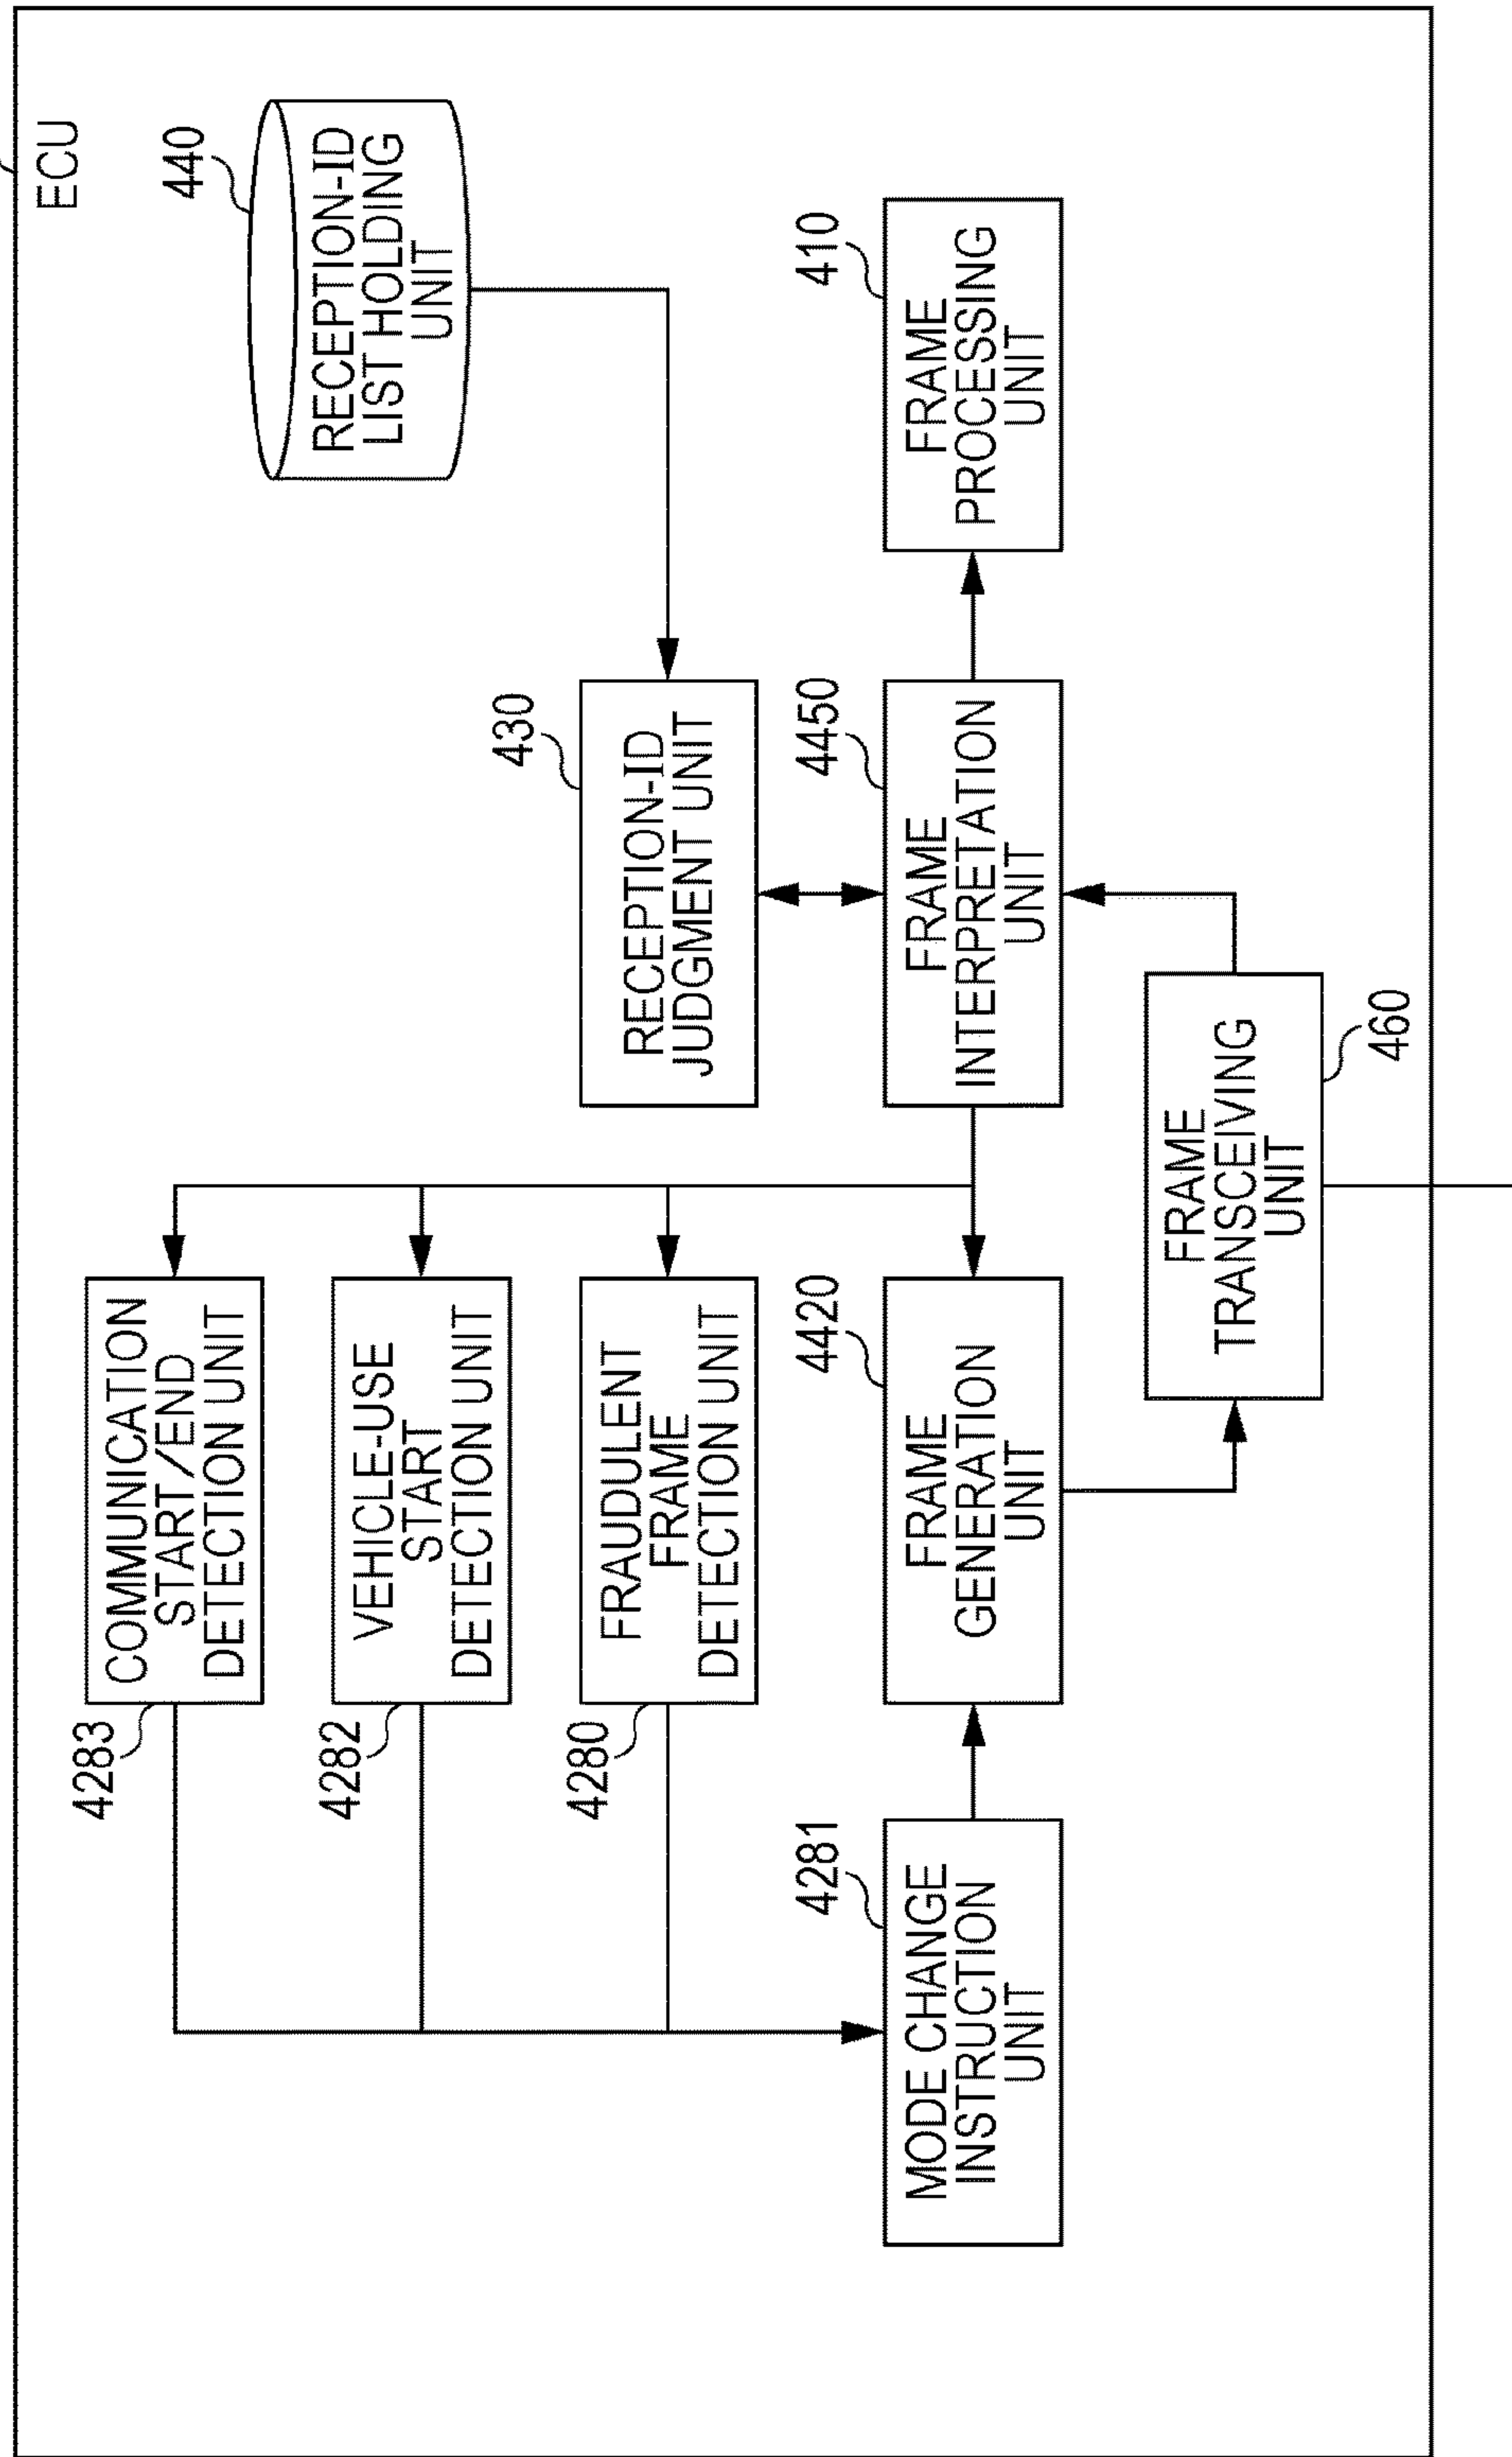 ECU
4283
COMMUNICATION
START/END
DETECTION UNIT
440
RECEPTION-ID
LIST HOLDING
UNIT
4282
VEHICLE-USE
START
DETECTION UNIT
4280
FRAUDULENT
FRAME
DETECTION UNIT
430
RECEPTION-ID
JUDGMENT UNIT
4281
MODE CHANGE
INSTRUCTION
UNIT
4420
FRAME
GENERATION
UNIT
4450
FRAME
INTERPRETATION
UNIT
410
FRAME
PROCESSING
UNIT
FRAME
TRANSCEIVING
UNIT
460